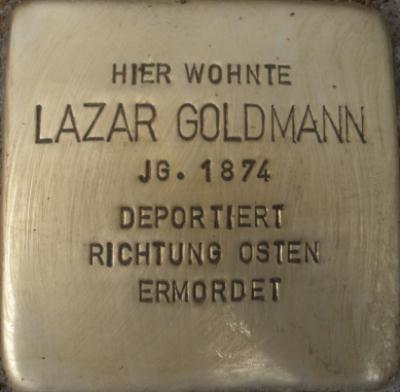 HIER WOHNTE
LAZAR GOLDMANN
JG. 1874
DEPORTIERT
RICHTUNG OSTEN
ERMORDET